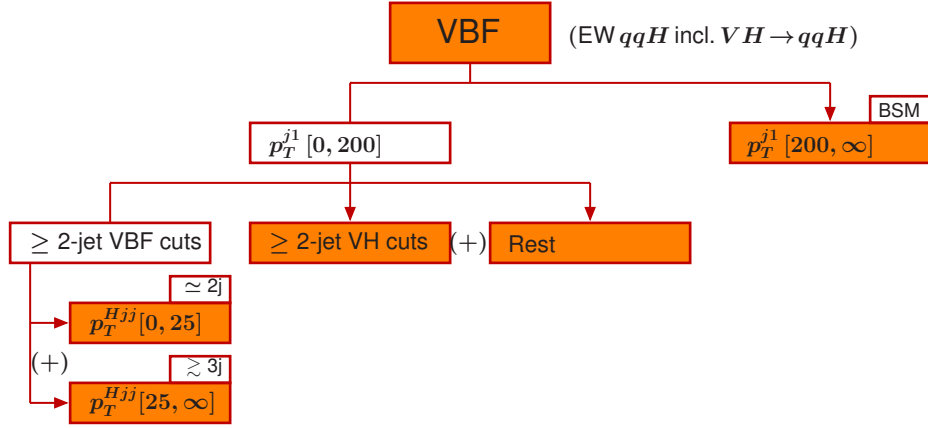 VBF (EW qqH incl. VH → qqH)
BSM
p_T^{j1} [0, 200] p_T^{j1} [200, ∞]
≥ 2-jet VBF cuts ≥ 2-jet VH cuts (+) Rest
≃ 2j
p_T^{Hjj} [0, 25]
(+)
≳ 3j
p_T^{Hjj} [25, ∞]